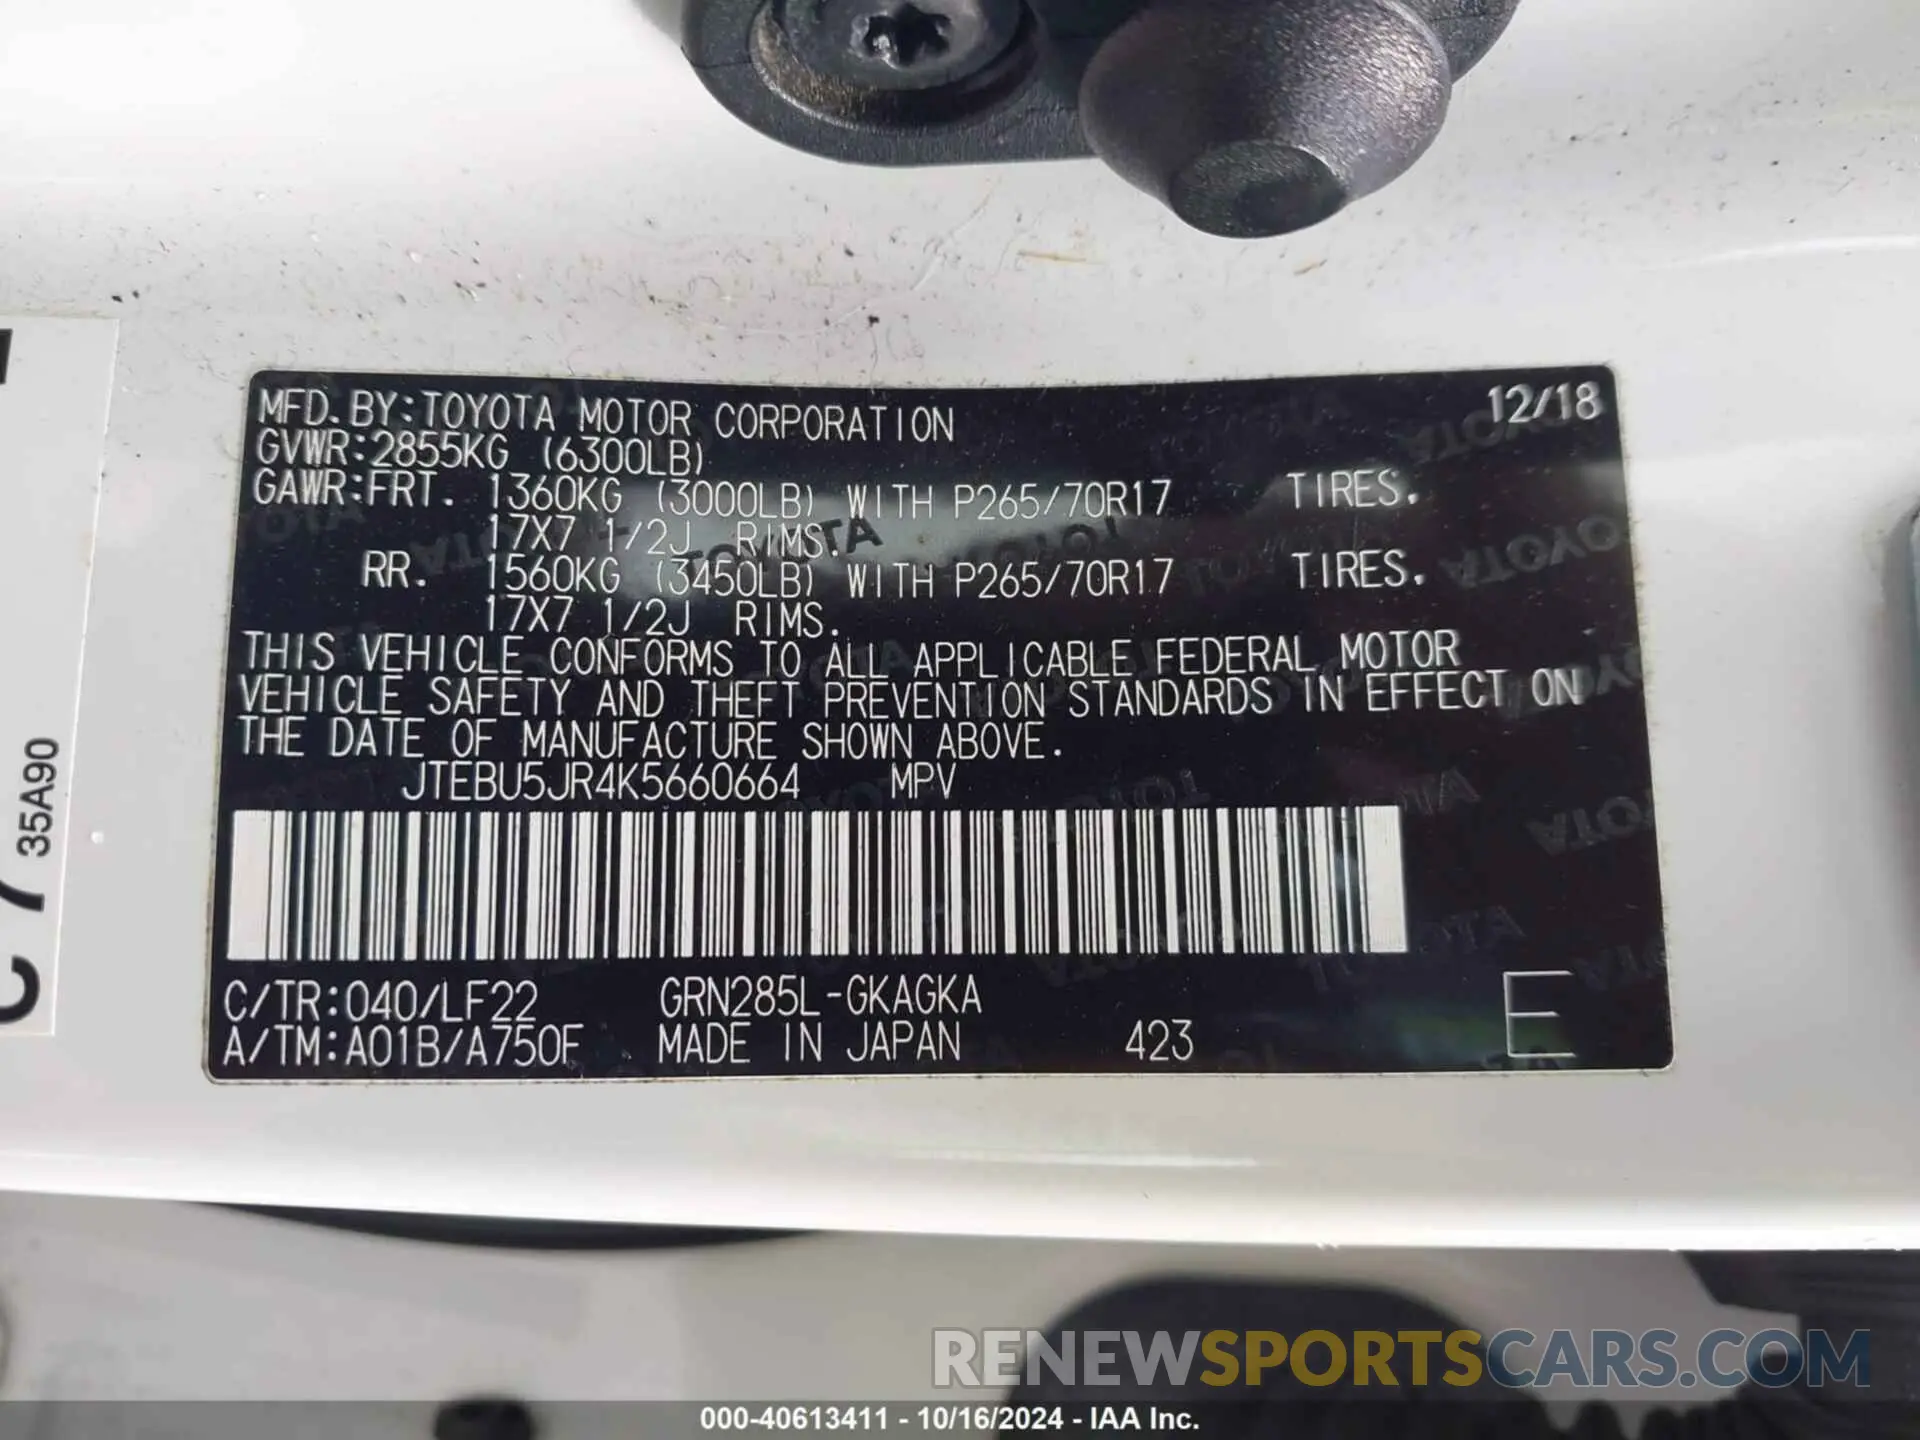 MFD.BY:TOYOTA MOTOR CORPORATION 12/18
GVWR:2855KG (6300LB)
GAWR:FRT. 1360KG (3000LB) WITH P265/70R17 TIRES.
17X7 1/2J RIMS.
RR. 1560KG (3450LB) WITH P265/70R17 TIRES.
17X7 1/2J RIMS.
THIS VEHICLE CONFORMS TO ALL APPLICABLE FEDERAL MOTOR
VEHICLE SAFETY AND THEFT PREVENTION STANDARDS IN EFFECT ON
THE DATE OF MANUFACTURE SHOWN ABOVE.
JTEBU5JR4K5660664 MPV
C/TR:040/LF22 GRN285L-GKAGKA
A/TM:A01B/A750F MADE IN JAPAN 423 E
35A90
RENEWSPORTSCARS.COM
000-40613411 - 10/16/2024 - IAA Inc.